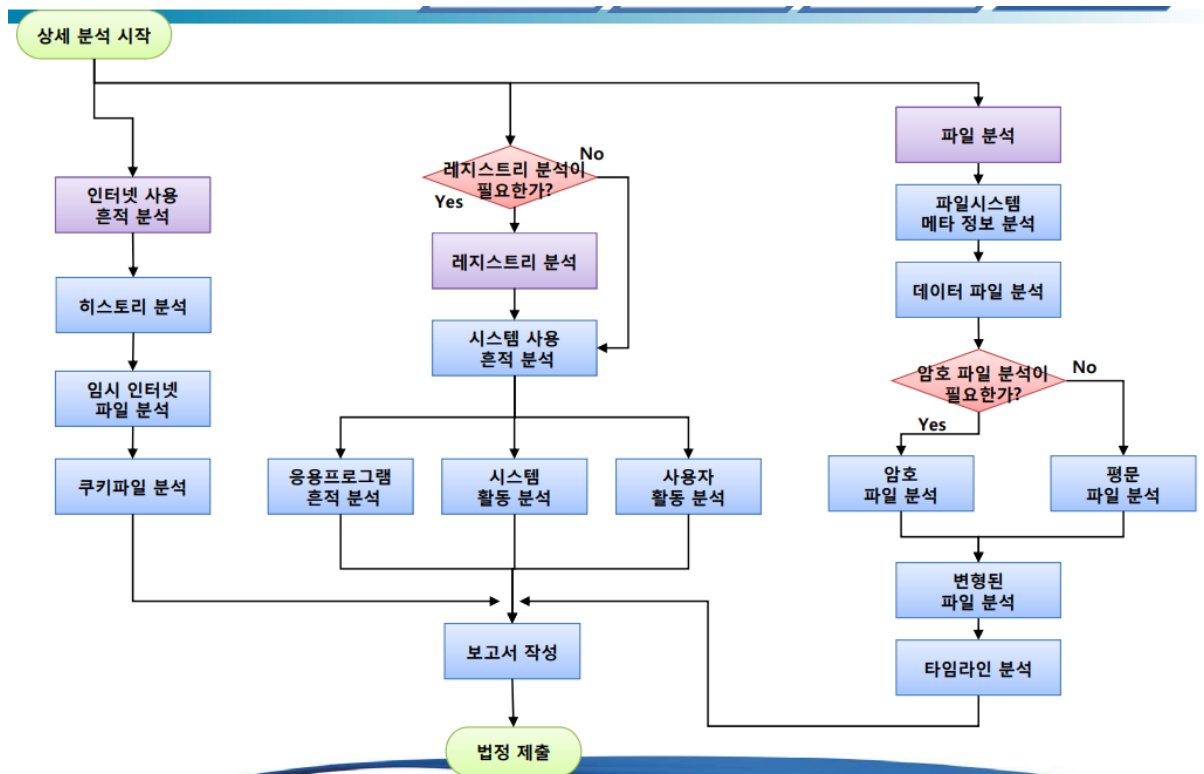 상세 분석 시작
인터넷 사용
흔적 분석
히스토리 분석
임시 인터넷
파일 분석
쿠키파일 분석
레지스트리 분석이
필요한가?
No
Yes
레지스트리 분석
시스템 사용
흔적 분석
응용프로그램
흔적 분석
시스템
활동 분석
사용자
활동 분석
파일 분석
파일시스템
메타 정보 분석
데이터 파일 분석
암호 파일 분석이
필요한가?
No
Yes
암호
파일 분석
평문
파일 분석
변형된
파일 분석
타임라인 분석
보고서 작성
법정 제출